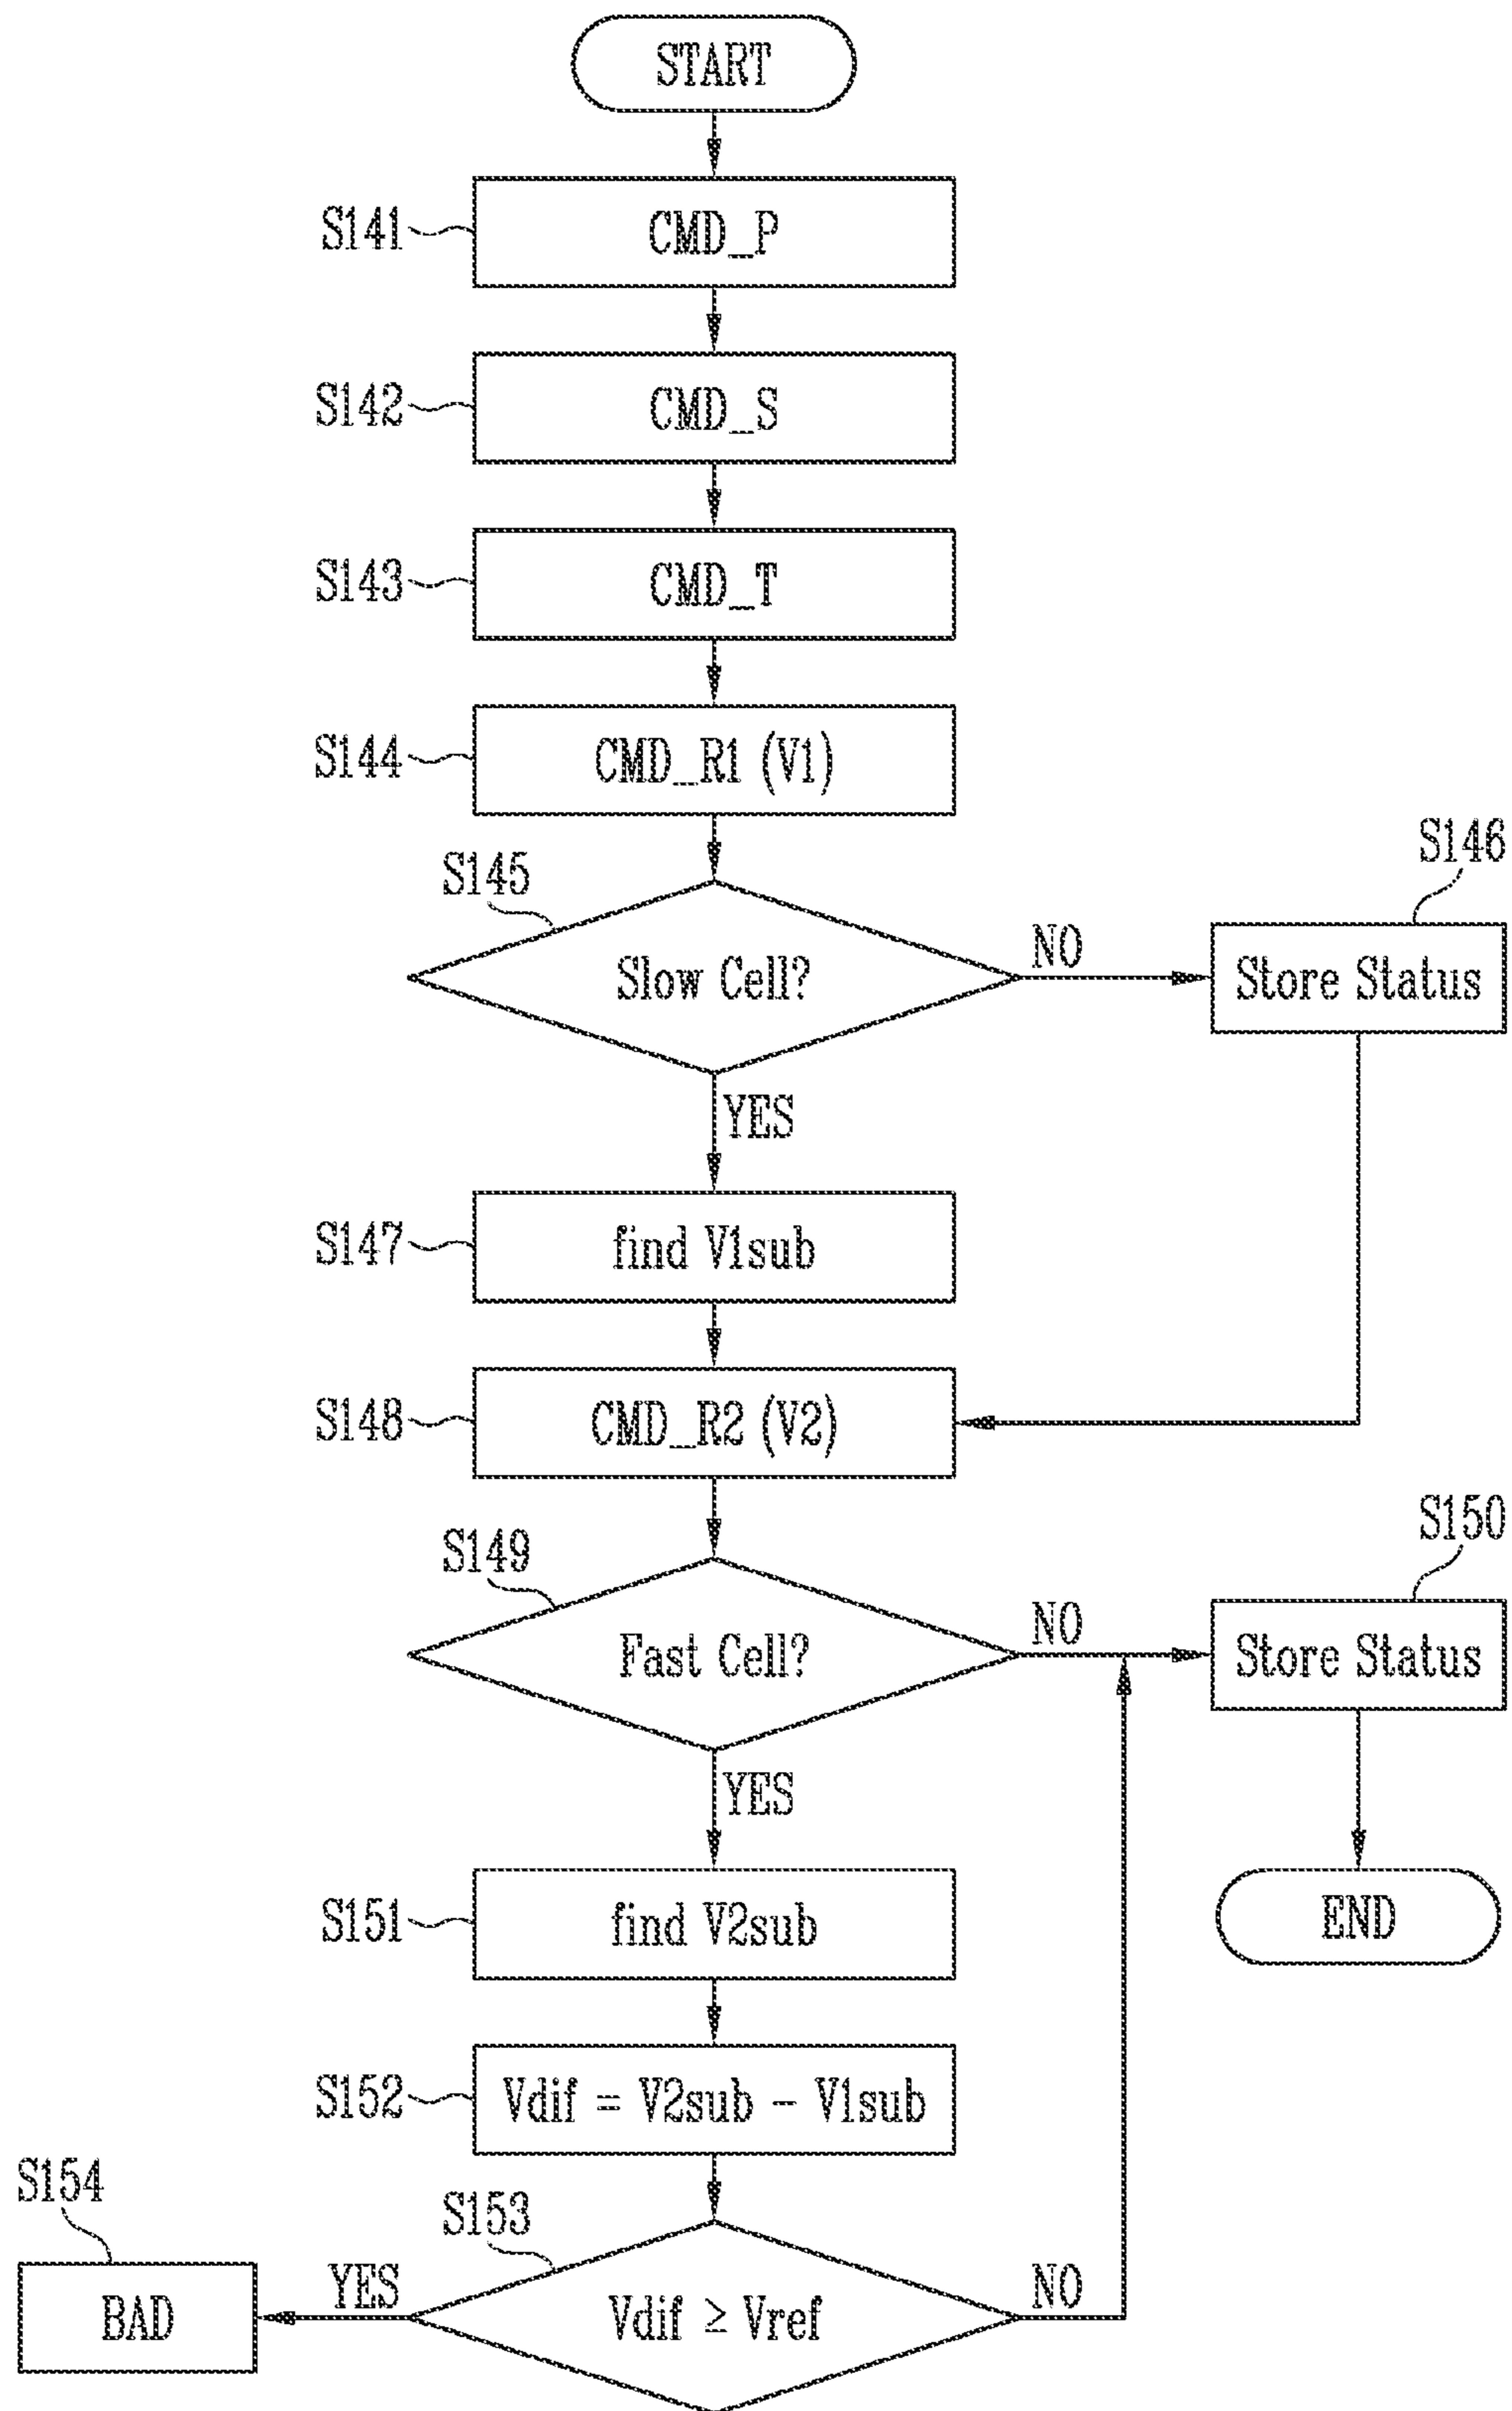 START
S141
CMD_P
S142
CMD_S
S143
CMD_T
S144
CMD_R1 (V1)
S145
Slow Cell?
NO
S146
Store Status
YES
S147
find V1sub
S148
CMD_R2 (V2)
S149
Fast Cell?
NO
S150
Store Status
YES
S151
find V2sub
END
S152
Vdif = V2sub - V1sub
S154
BAD
YES
S153
Vdif ≥ Vref
NO